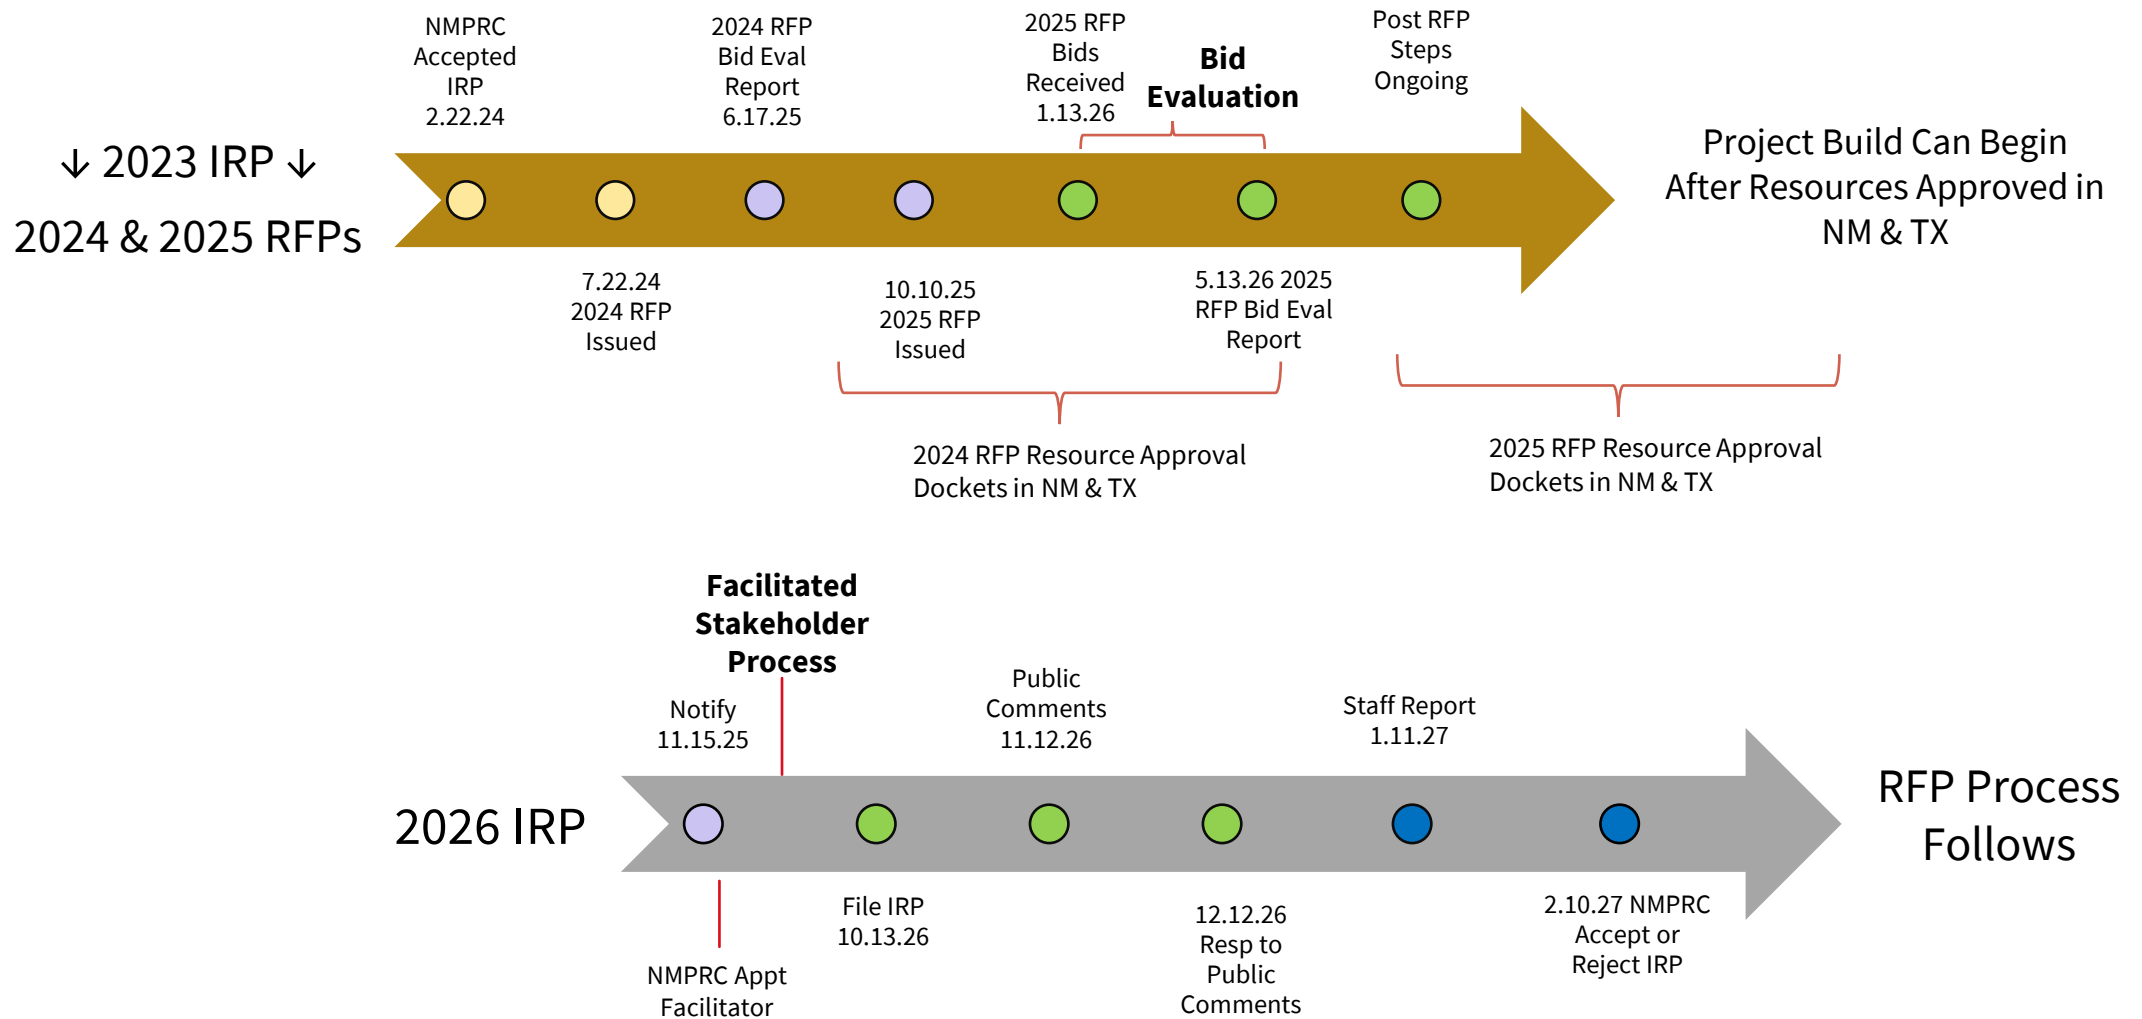 NMPRC
Accepted
IRP
2.22.24
2024 RFP
Bid Eval
Report
6.17.25
2025 RFP
Bids
Received
1.13.26
Bid
Evaluation
Post RFP
Steps
Ongoing
↓ 2023 IRP ↓
2024 & 2025 RFPs
Project Build Can Begin
After Resources Approved in
NM & TX
7.22.24
2024 RFP
Issued
10.10.25
2025 RFP
Issued
5.13.26 2025
RFP Bid Eval
Report
2024 RFP Resource Approval
Dockets in NM & TX
2025 RFP Resource Approval
Dockets in NM & TX
Facilitated
Stakeholder
Process
Notify
11.15.25
Public
Comments
11.12.26
Staff Report
1.11.27
2026 IRP
RFP Process
Follows
NMPRC Appt
Facilitator
File IRP
10.13.26
12.12.26
Resp to
Public
Comments
2.10.27 NMPRC
Accept or
Reject IRP